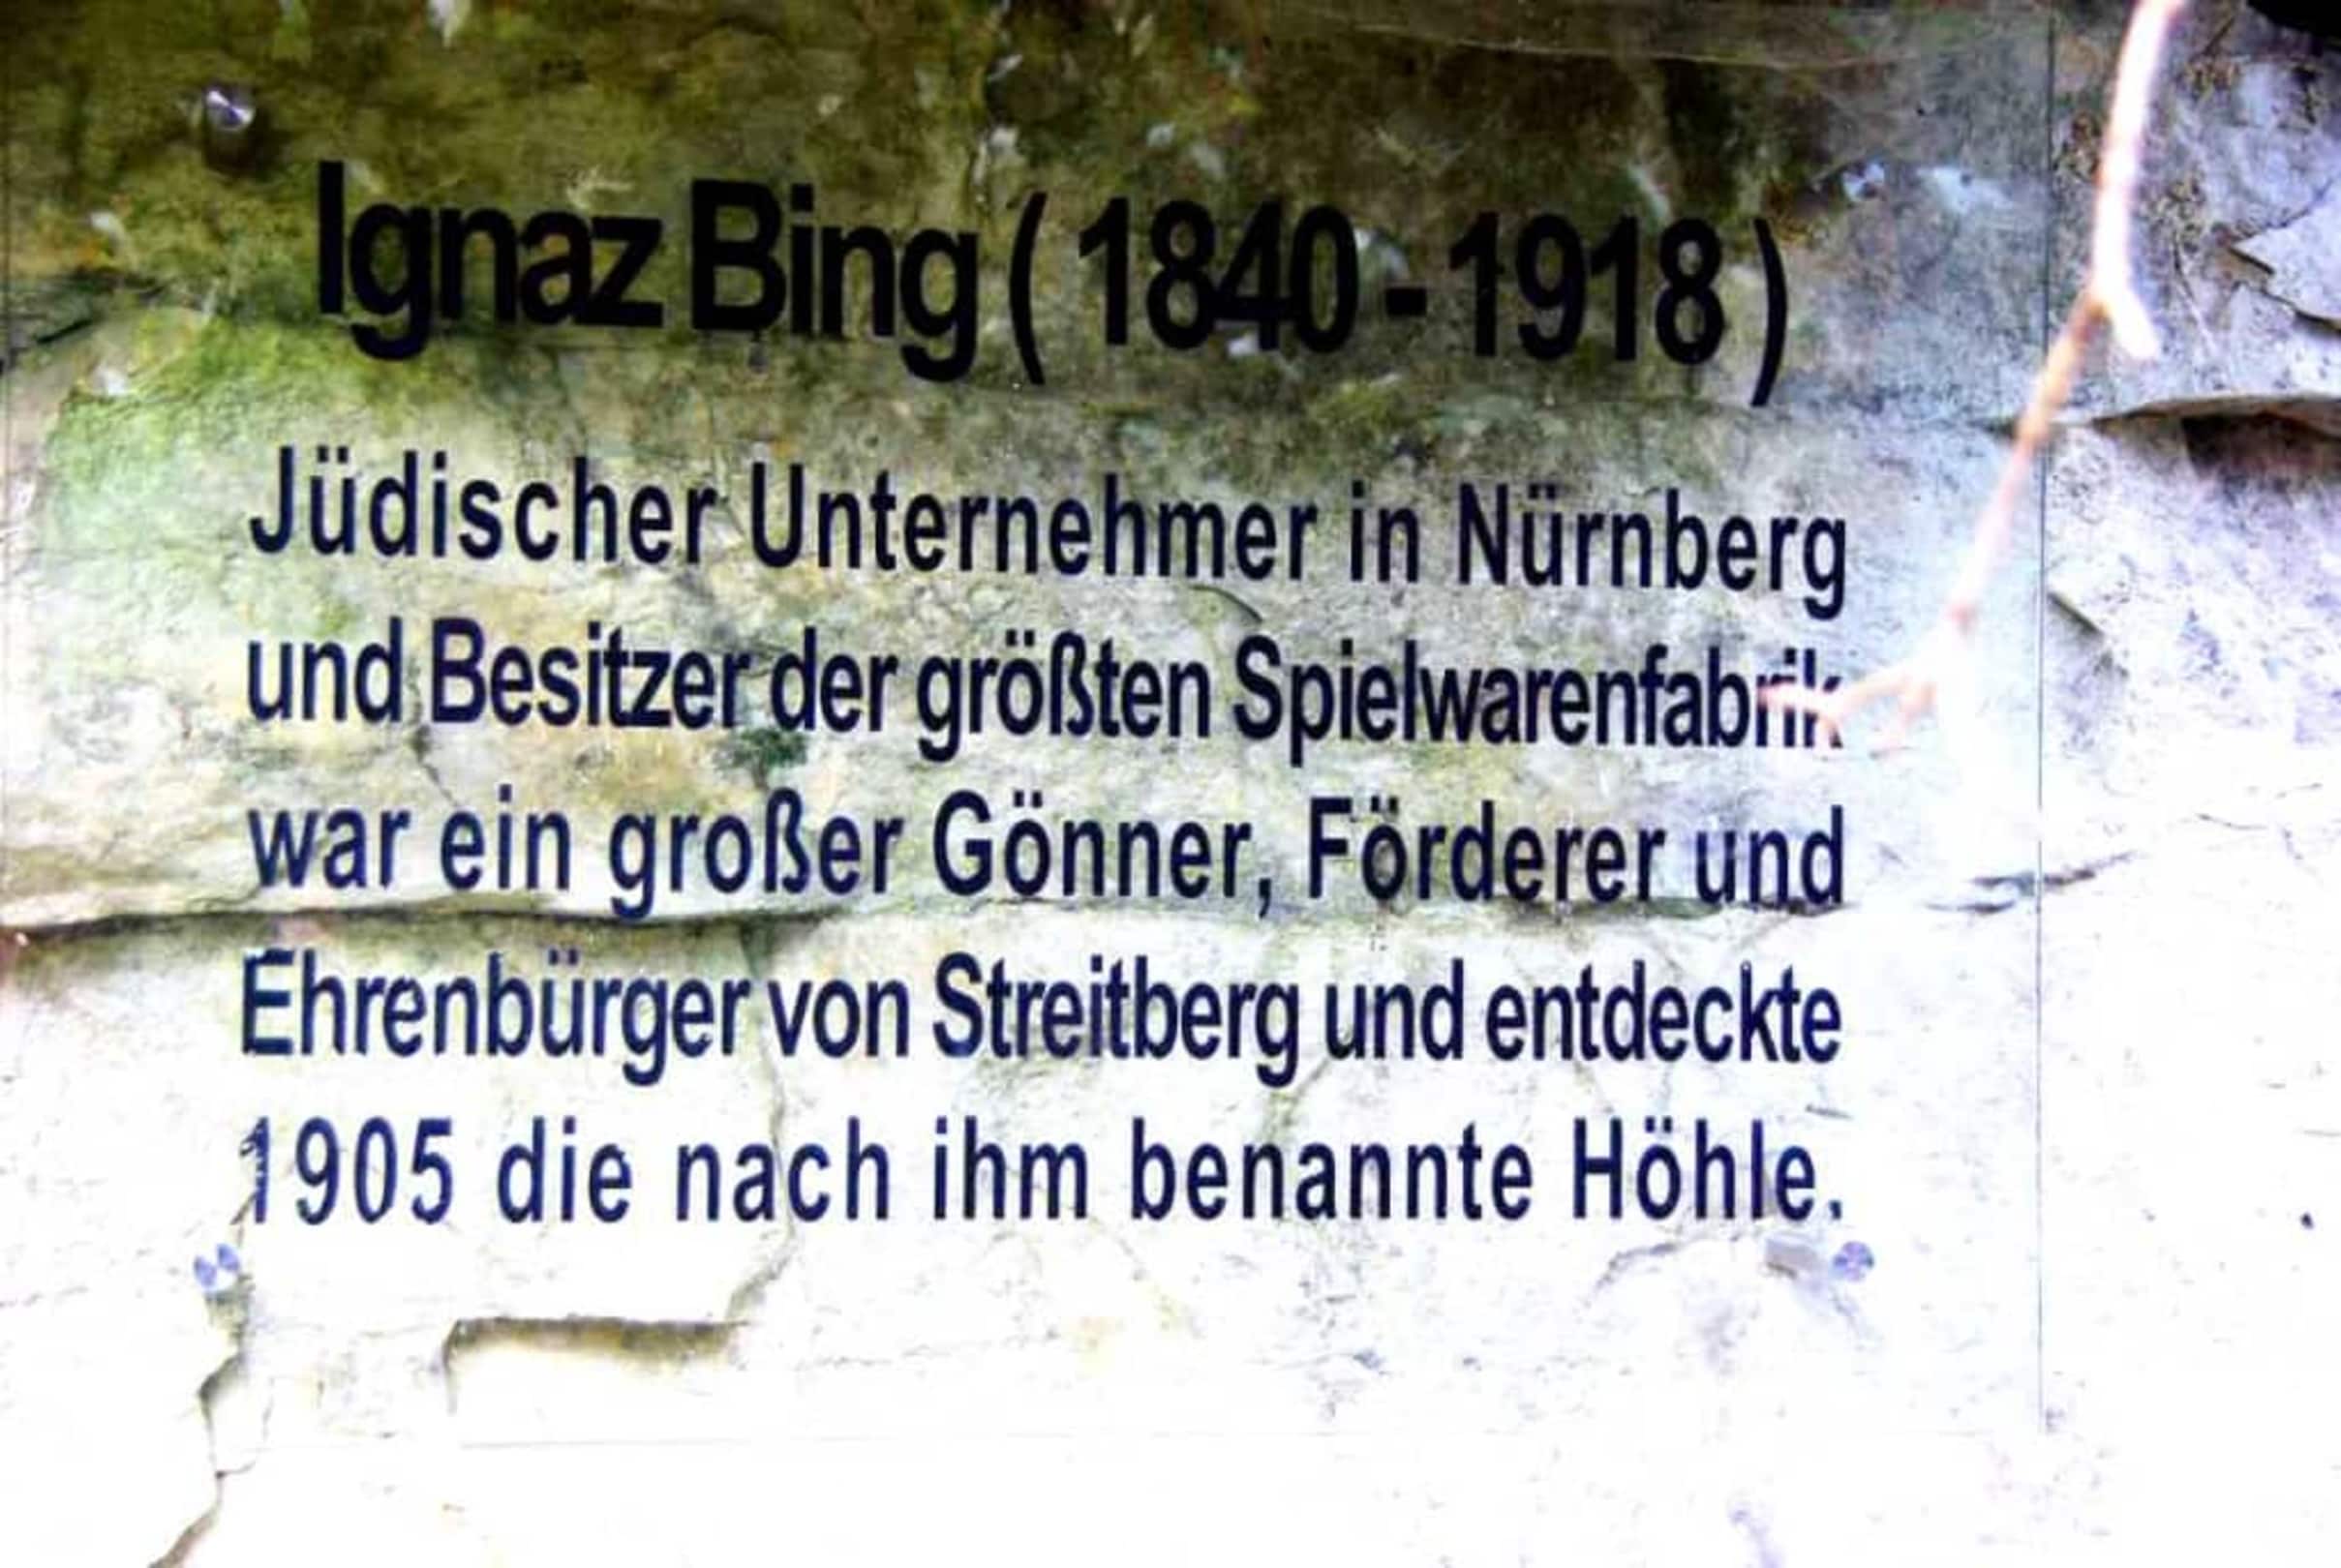 Ignaz Bing ( 1840 - 1918 )
Jüdischer Unternehmer in Nürnberg
und Besitzer der größten Spielwarenfabrik
war ein großer Gönner, Förderer und
Ehrenbürger von Streitberg und entdeckte
1905 die nach ihm benannte Höhle.